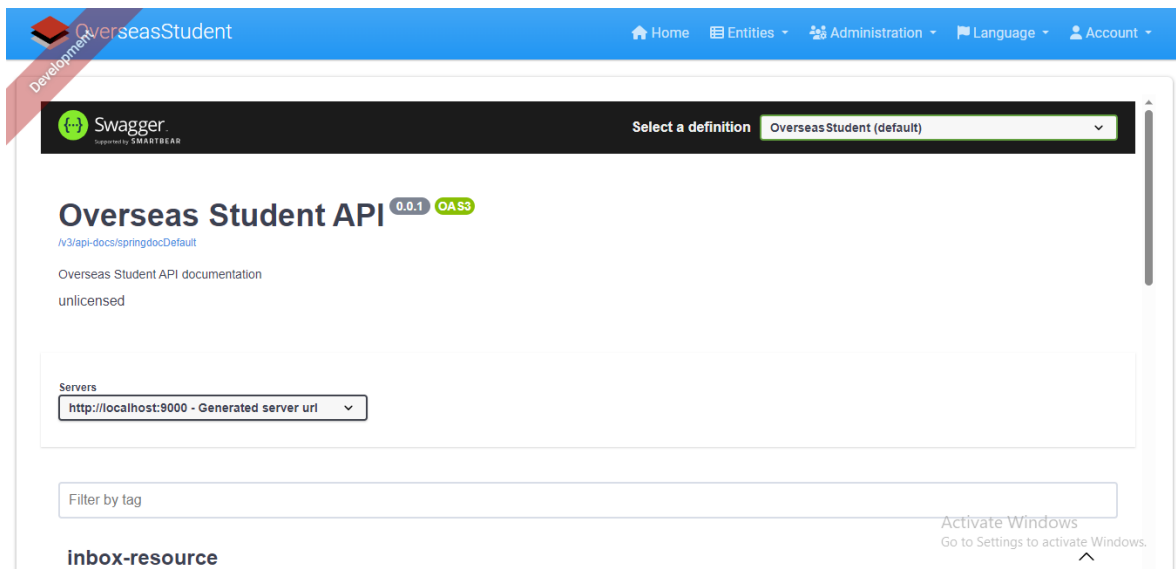 OverseasStudent
Home Entities Administration Language Account
Development
{··} Swagger.
Supported by SMARTBEAR
Select a definition OverseasStudent (default)
Overseas Student API 0.0.1 OAS3
/v3/api-docs/springdocDefault
Overseas Student API documentation
unlicensed
Servers
http://localhost:9000 - Generated server url
Filter by tag
Activate Windows
Go to Settings to activate Windows.
inbox-resource